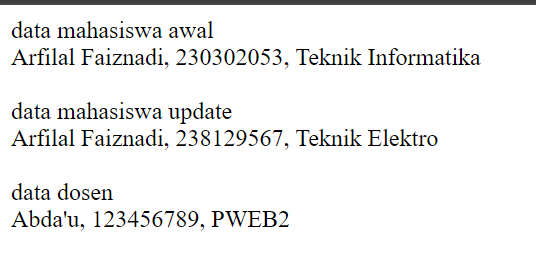 data mahasiswa awal
Arfilal Faiznadi, 230302053, Teknik Informatika
data mahasiswa update
Arfilal Faiznadi, 238129567, Teknik Elektro
data dosen
Abda'u, 123456789, PWEB2